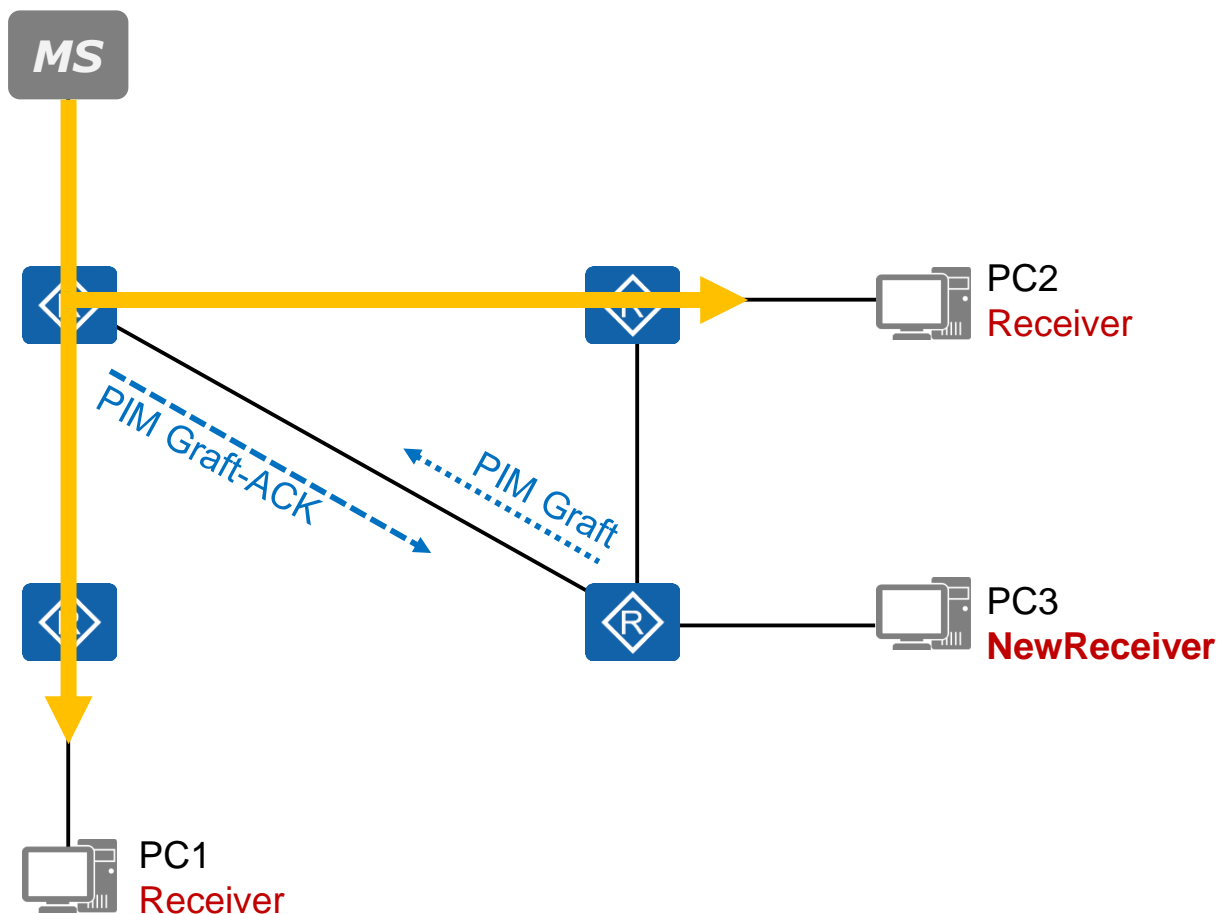 MS
R
R
PC2
Receiver
PIM Graft-ACK
PIM Graft
R
R
PC3
NewReceiver
PC1
Receiver